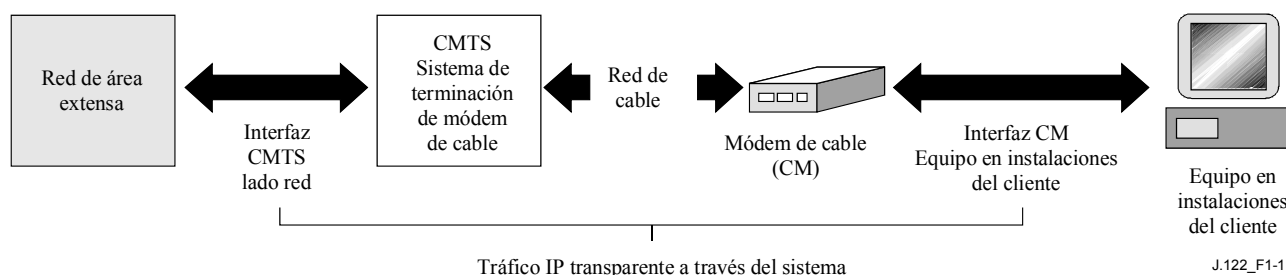 Red de área
extensa
Interfaz
CMTS
lado red
CMTS
Sistema de
terminación
de módem
de cable
Red de
cable
Módem de cable
(CM)
Interfaz CM
Equipo en instalaciones
del cliente
Equipo en
instalaciones
del cliente
Tráfico IP transparente a través del sistema
J.122_F1-1